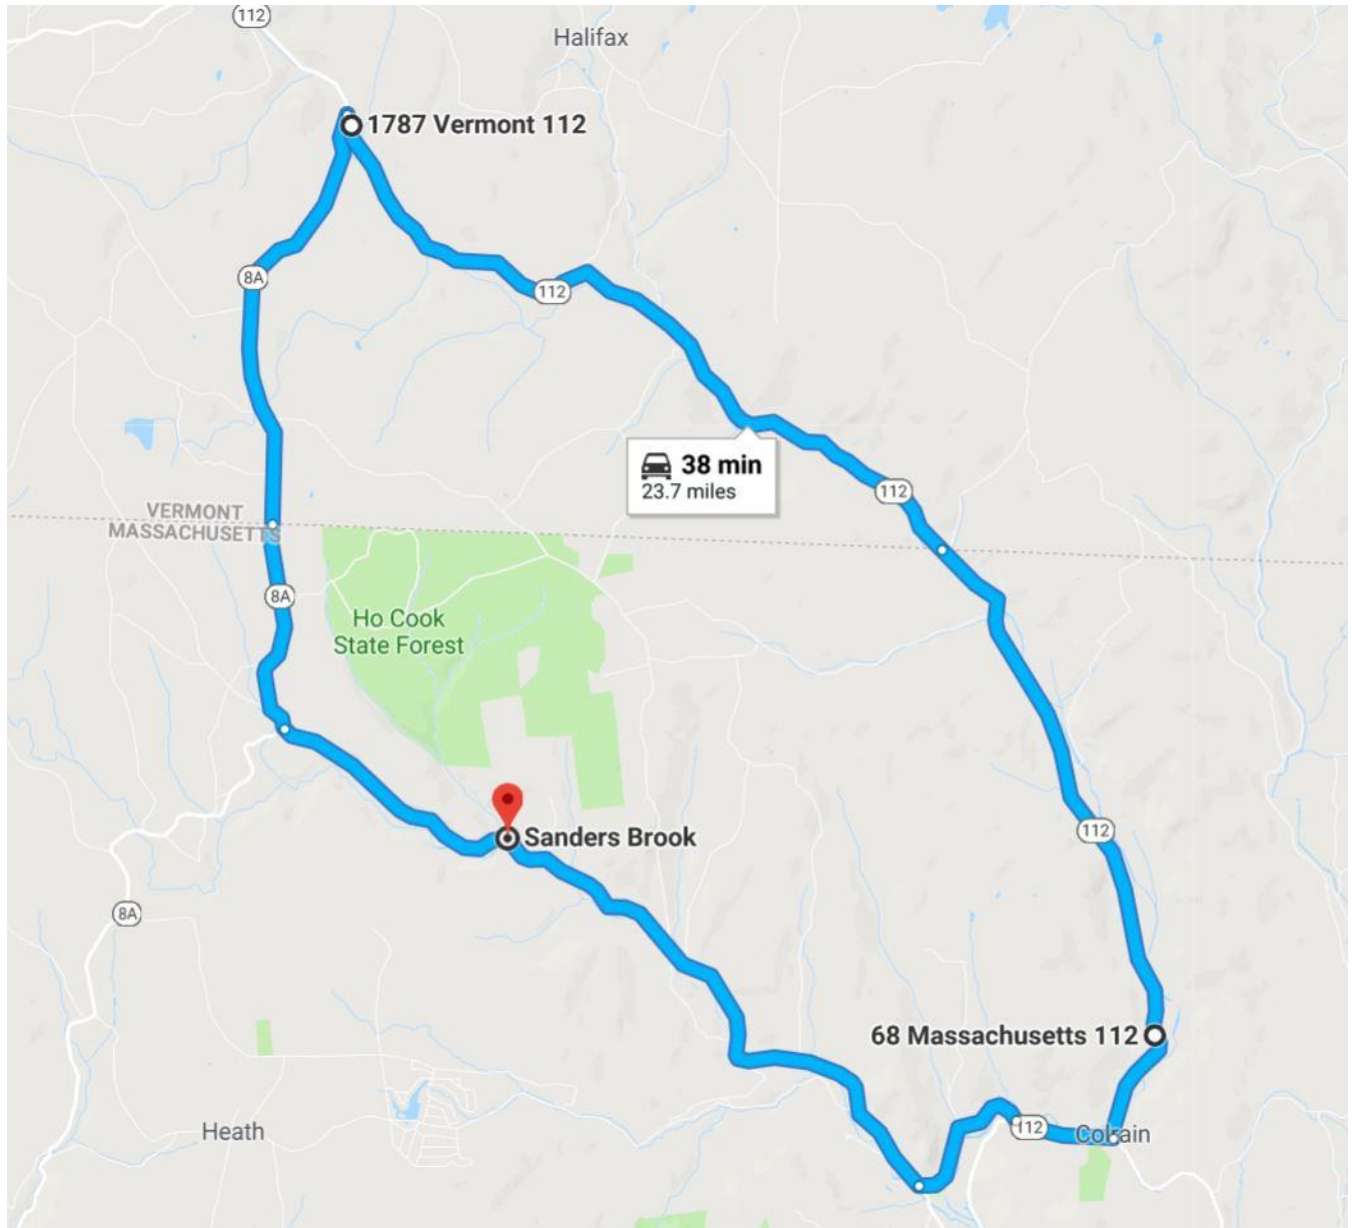 112
Halifax
1787 Vermont 112
8A
112
38 min
23.7 miles
112
VERMONT
MASSACHUSETTS
8A
Ho Cook
State Forest
Sanders Brook
112
8A
68 Massachusetts 112
Heath
112
Colrain